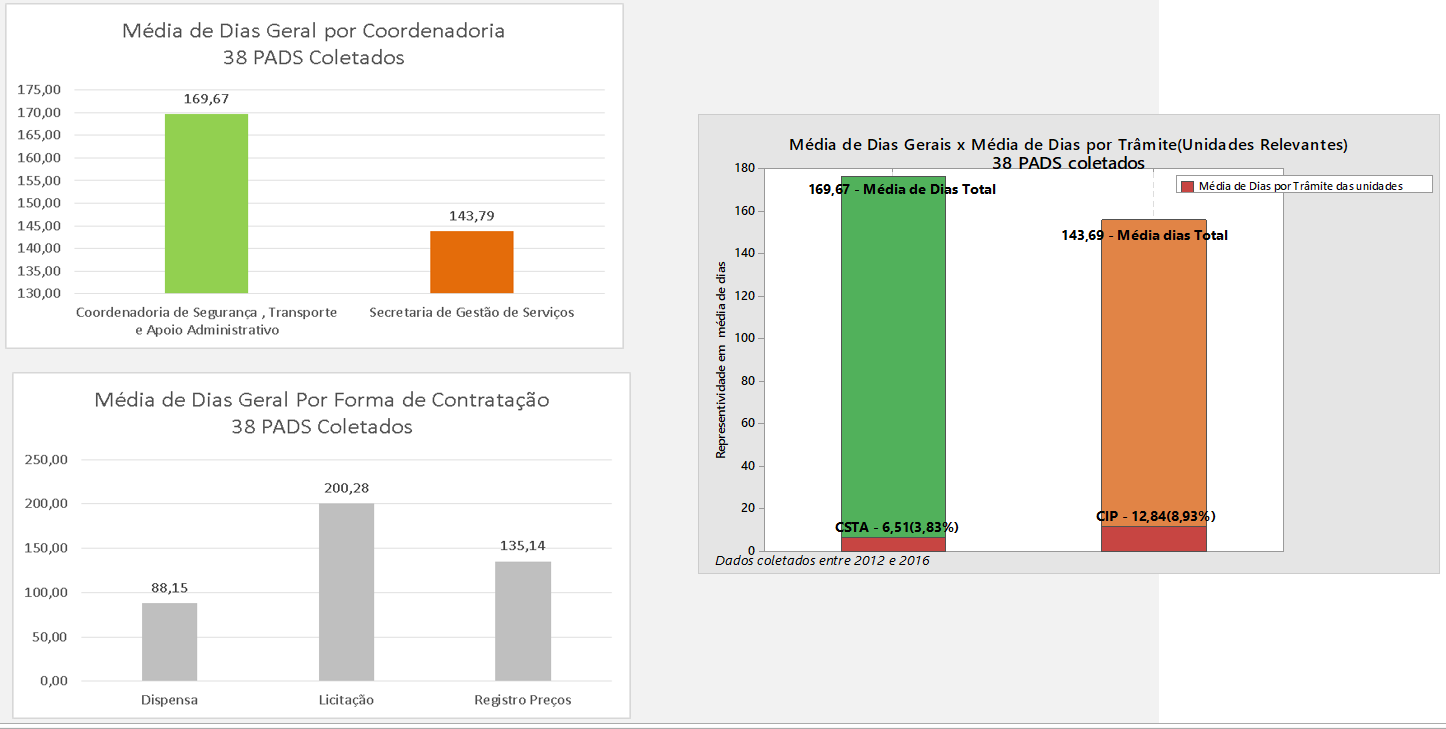 Média de Dias Geral por Coordenadoria
38 PADS Coletados
175,00
170,00
165,00
160,00
155,00
150,00
145,00
140,00
135,00
130,00
169,67
143,79
Coordenadoria de Segurança , Transporte
e Apoio Administrativo
Secretaria de Gestão de Serviços
Média de Dias Geral Por Forma de Contratação
38 PADS Coletados
250,00
200,00
150,00
100,00
50,00
0,00
88,15
200,28
135,14
Dispensa
Licitação
Registro Preços
Média de Dias Gerais x Média de Dias por Trâmite(Unidades Relevantes)
38 PADS coletados
Média de Dias por Trâmite das unidades
Representividade em média de dias
180
160
140
120
100
80
60
40
20
0
169,67 - Média de Dias Total
143,69 - Média dias Total
CSTA - 6,51(3,83%)
CIP - 12,84(8,93%)
Dados coletados entre 2012 e 2016